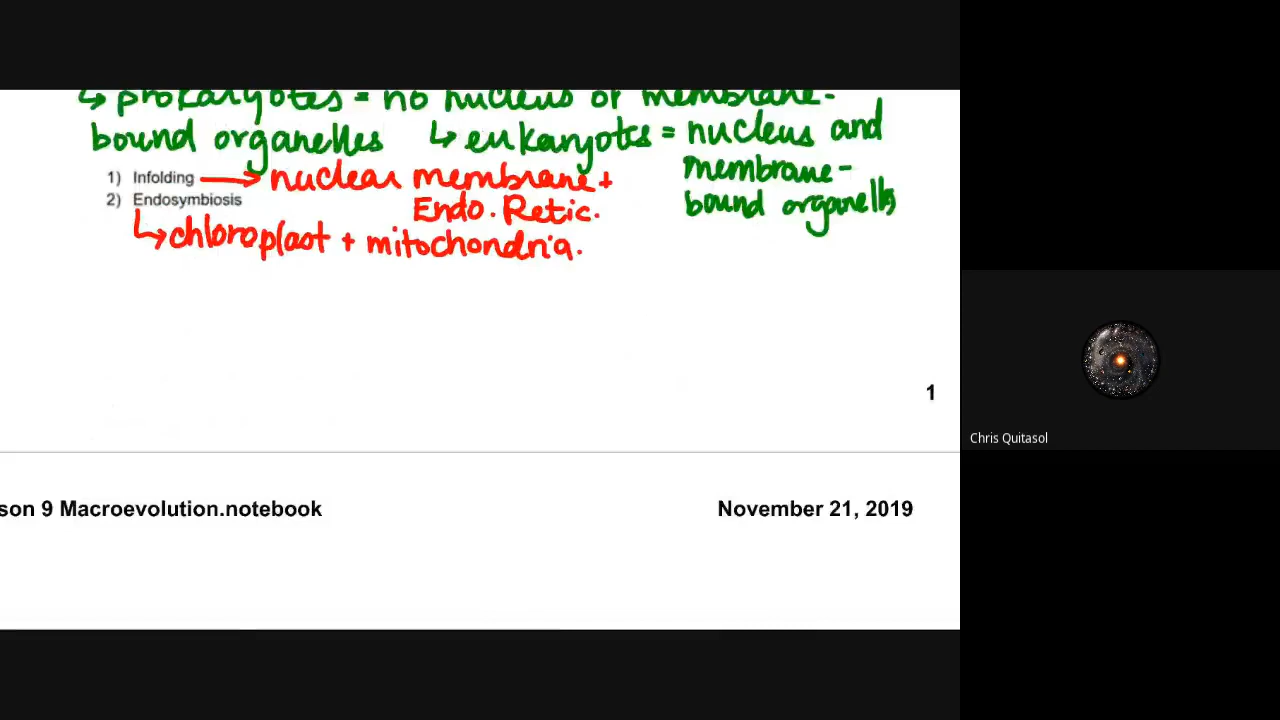 ↳ prokaryotes = no nucleus or membrane-
bound organelles ↳ eukaryotes = nucleus and
membrane-
bound organelles
1) Infolding → nuclear membrane +
Endo. Retic.
2) Endosymbiosis
↳ chloroplast + mitochondria.
1
Chris Quitasol
son 9 Macroevolution.notebook November 21, 2019